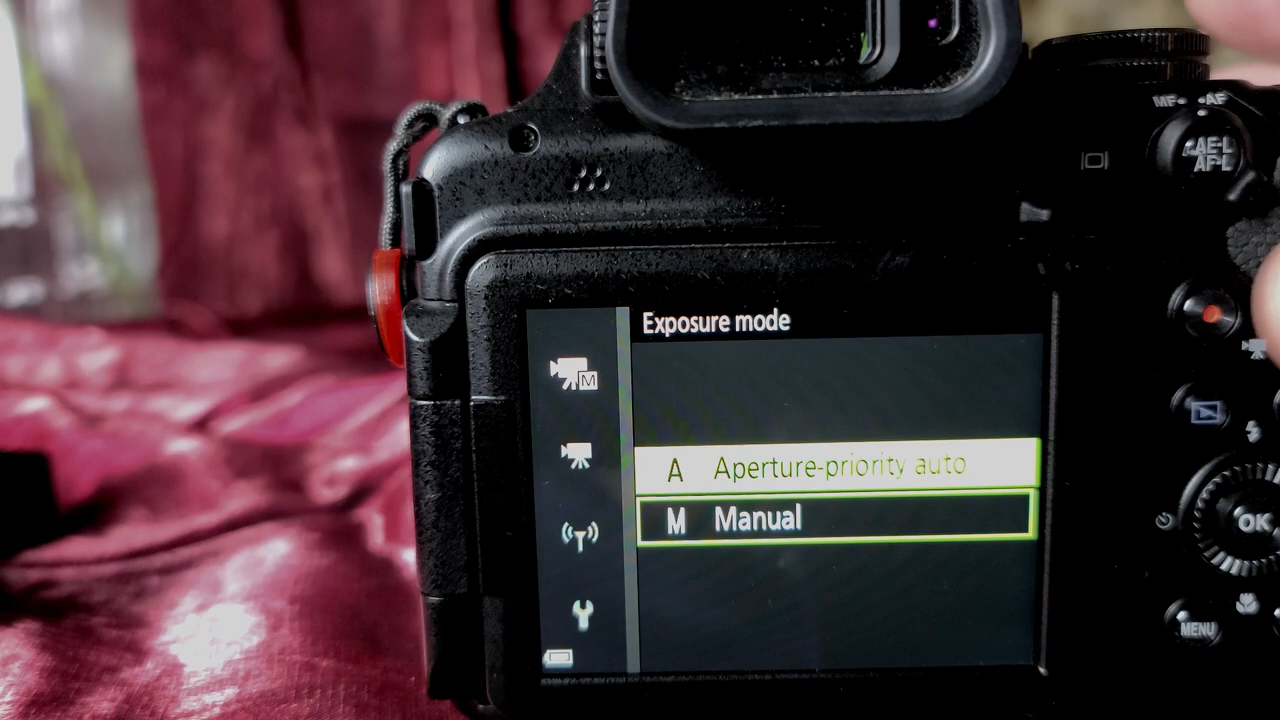 MF AF
AE-L
AF-L
Exposure mode
M
A Aperture-priority auto
M Manual
OK
MENU